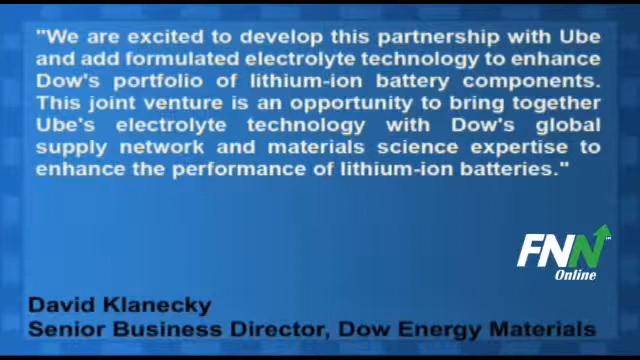 "We are excited to develop this partnership with Ube
and add formulated electrolyte technology to enhance
Dow's portfolio of lithium-ion battery components.
This joint venture is an opportunity to bring together
Ube's electrolyte technology with Dow's global
supply network and materials science expertise to
enhance the performance of lithium-ion batteries."
FNN
Online
David Klanecky
Senior Business Director, Dow Energy Materials